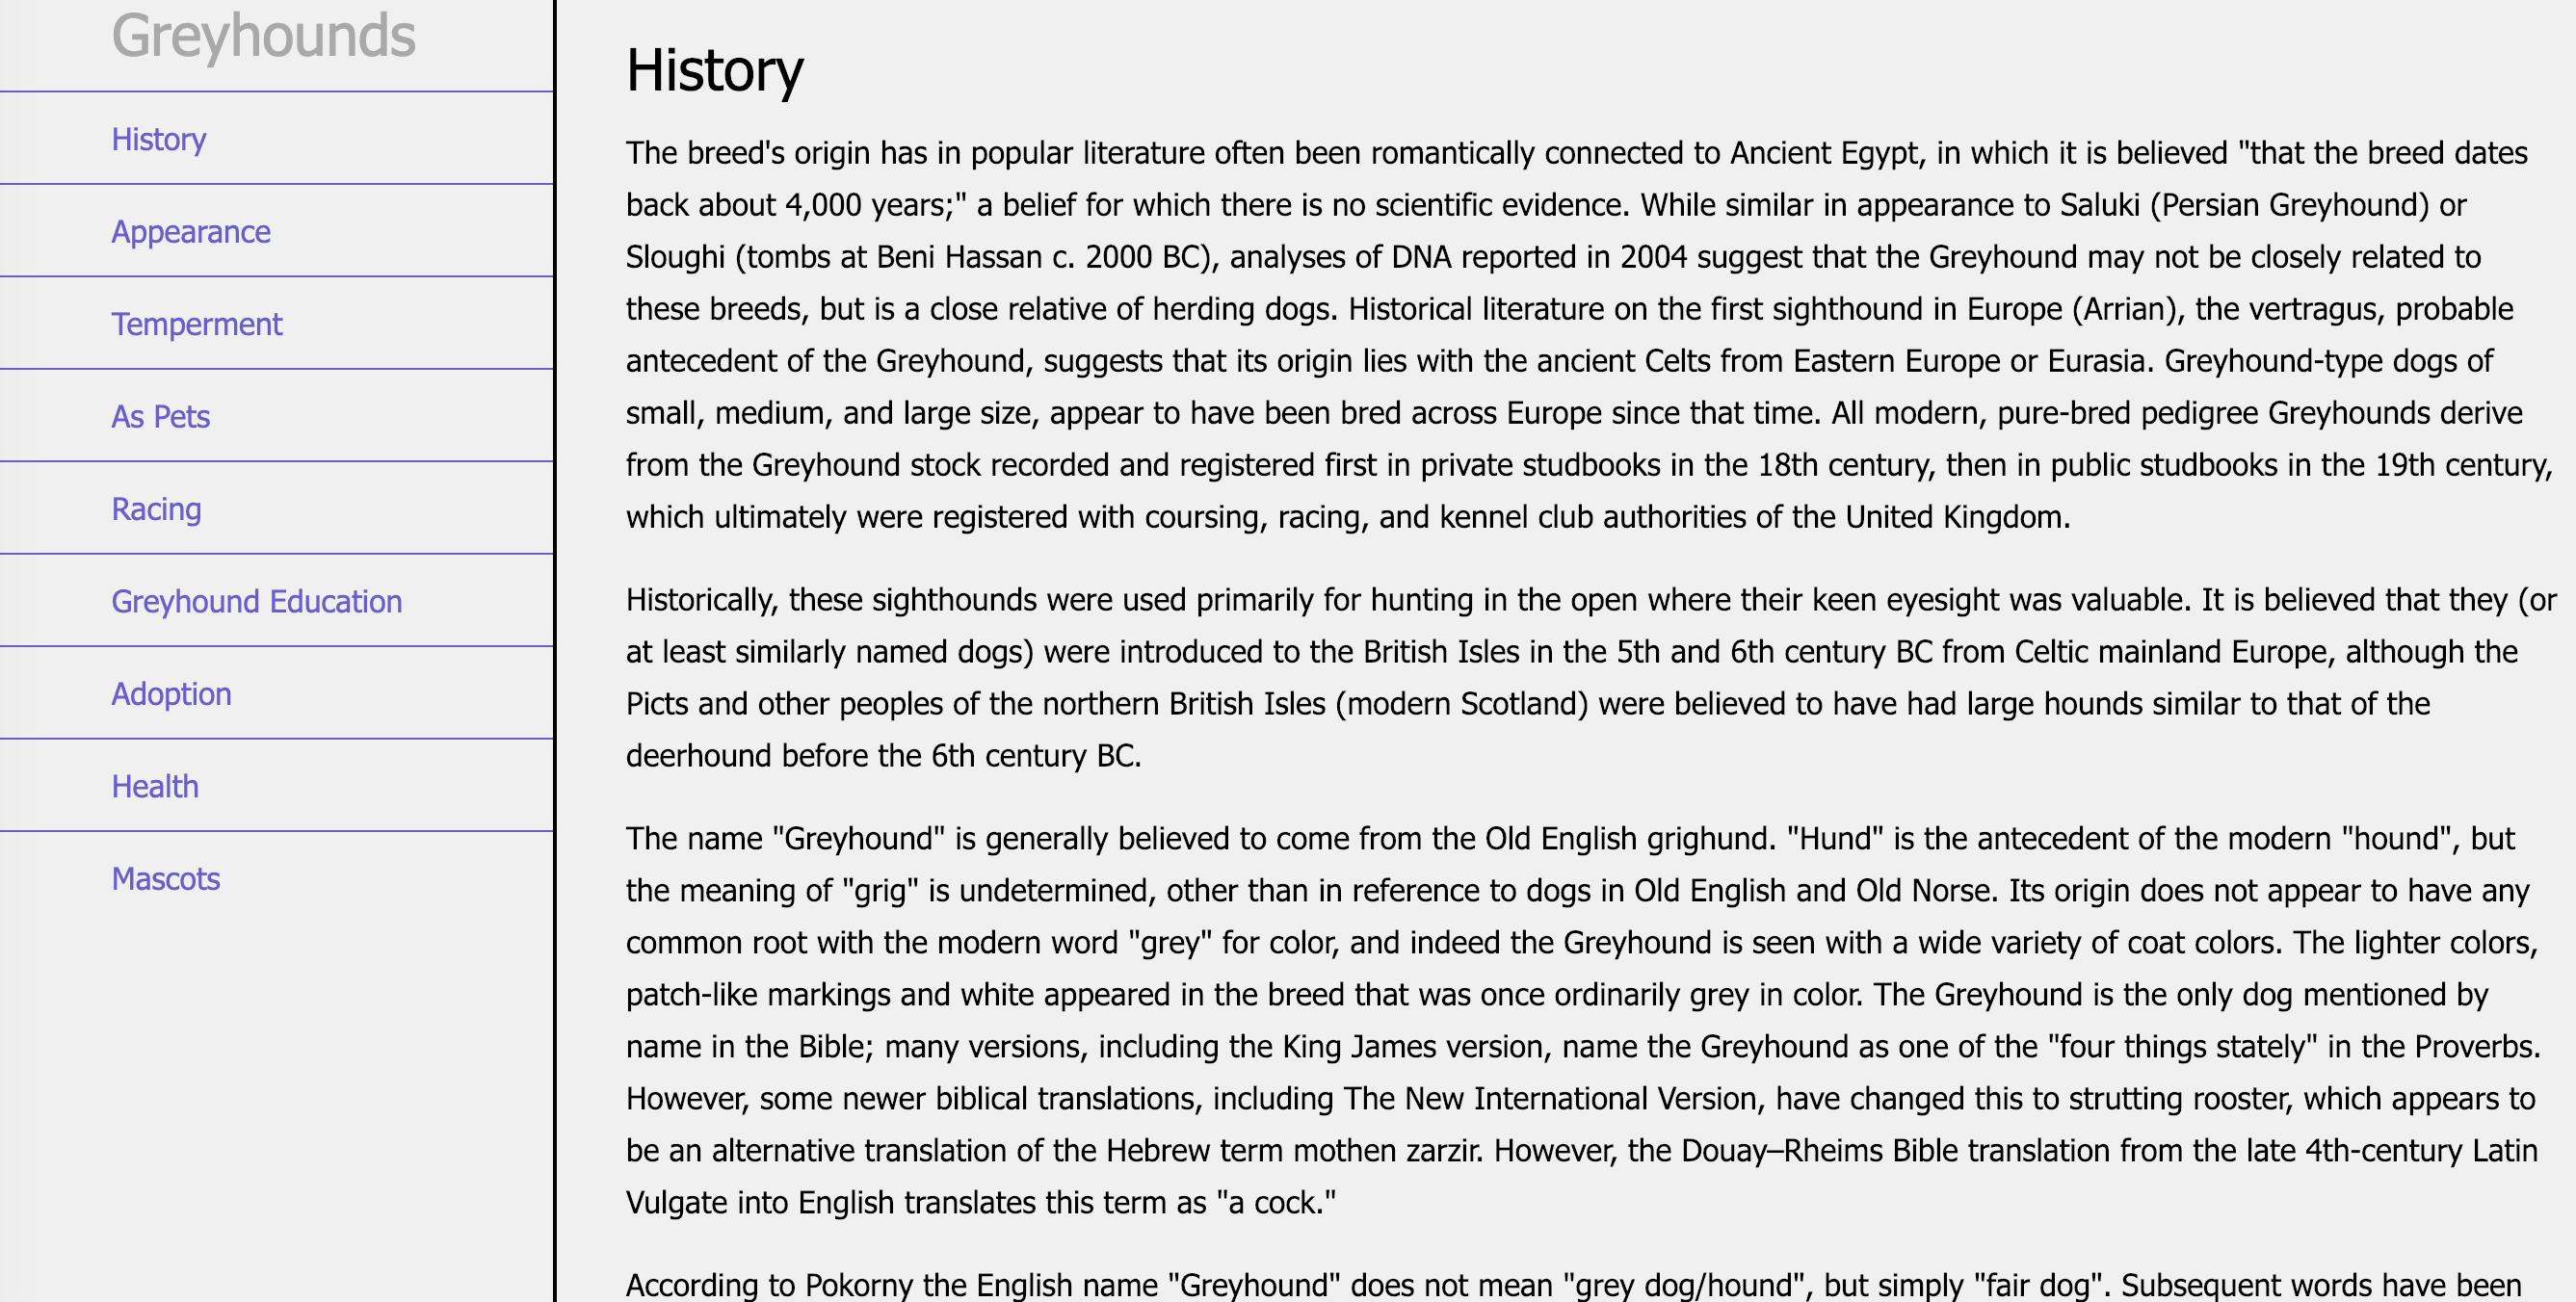 Greyhounds
History
Appearance
Temperment
As Pets
Racing
Greyhound Education
Adoption
Health
Mascots
History
The breed's origin has in popular literature often been romantically connected to Ancient Egypt, in which it is believed "that the breed dates
back about 4,000 years;" a belief for which there is no scientific evidence. While similar in appearance to Saluki (Persian Greyhound) or
Sloughi (tombs at Beni Hassan c. 2000 BC), analyses of DNA reported in 2004 suggest that the Greyhound may not be closely related to
these breeds, but is a close relative of herding dogs. Historical literature on the first sighthound in Europe (Arrian), the vertragus, probable
antecedent of the Greyhound, suggests that its origin lies with the ancient Celts from Eastern Europe or Eurasia. Greyhound-type dogs of
small, medium, and large size, appear to have been bred across Europe since that time. All modern, pure-bred pedigree Greyhounds derive
from the Greyhound stock recorded and registered first in private studbooks in the 18th century, then in public studbooks in the 19th century,
which ultimately were registered with coursing, racing, and kennel club authorities of the United Kingdom.
Historically, these sighthounds were used primarily for hunting in the open where their keen eyesight was valuable. It is believed that they (or
at least similarly named dogs) were introduced to the British Isles in the 5th and 6th century BC from Celtic mainland Europe, although the
Picts and other peoples of the northern British Isles (modern Scotland) were believed to have had large hounds similar to that of the
deerhound before the 6th century BC.
The name "Greyhound" is generally believed to come from the Old English grighund. "Hund" is the antecedent of the modern "hound", but
the meaning of "grig" is undetermined, other than in reference to dogs in Old English and Old Norse. Its origin does not appear to have any
common root with the modern word "grey" for color, and indeed the Greyhound is seen with a wide variety of coat colors. The lighter colors,
patch-like markings and white appeared in the breed that was once ordinarily grey in color. The Greyhound is the only dog mentioned by
name in the Bible; many versions, including the King James version, name the Greyhound as one of the "four things stately" in the Proverbs.
However, some newer biblical translations, including The New International Version, have changed this to strutting rooster, which appears to
be an alternative translation of the Hebrew term mothen zarzir. However, the Douay–Rheims Bible translation from the late 4th-century Latin
Vulgate into English translates this term as "a cock."
According to Pokorny the English name "Greyhound" does not mean "grey dog/hound", but simply "fair dog". Subsequent words have been